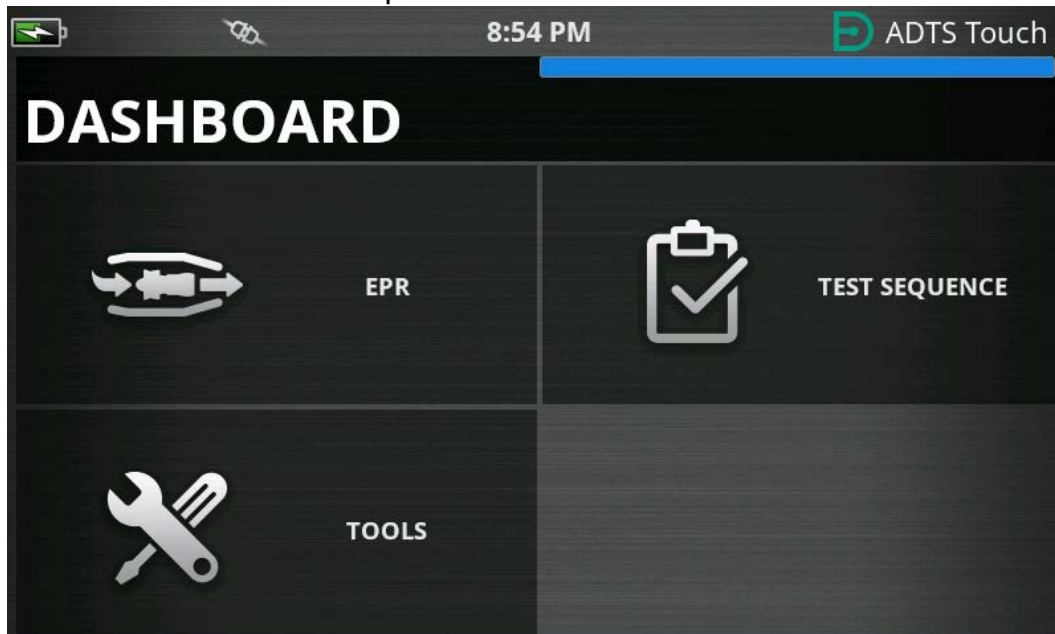 8:54 PM
ADTS Touch
DASHBOARD
EPR
TEST SEQUENCE
TOOLS